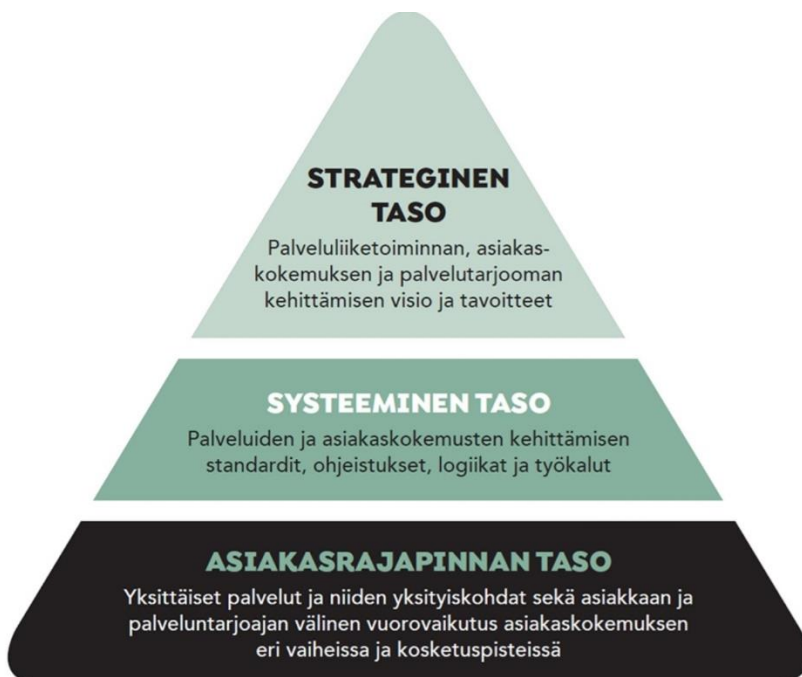 STRATEGINEN
TASO
Palveluliiketoiminnan, asiakas-
kokemuksen ja palvelutarjooman
kehittämisen visio ja tavoitteet
SYSTEEMINEN TASO
Palveluiden ja asiakaskokemusten kehittämisen
standardit, ohjeistukset, logiikat ja työkalut
ASIAKASRAJAPINNAN TASO
Yksittäiset palvelut ja niiden yksityiskohdat sekä asiakkaan ja
palveluntarjoajan välinen vuorovaikutus asiakaskokemuksen
eri vaiheissa ja kosketuspisteissä